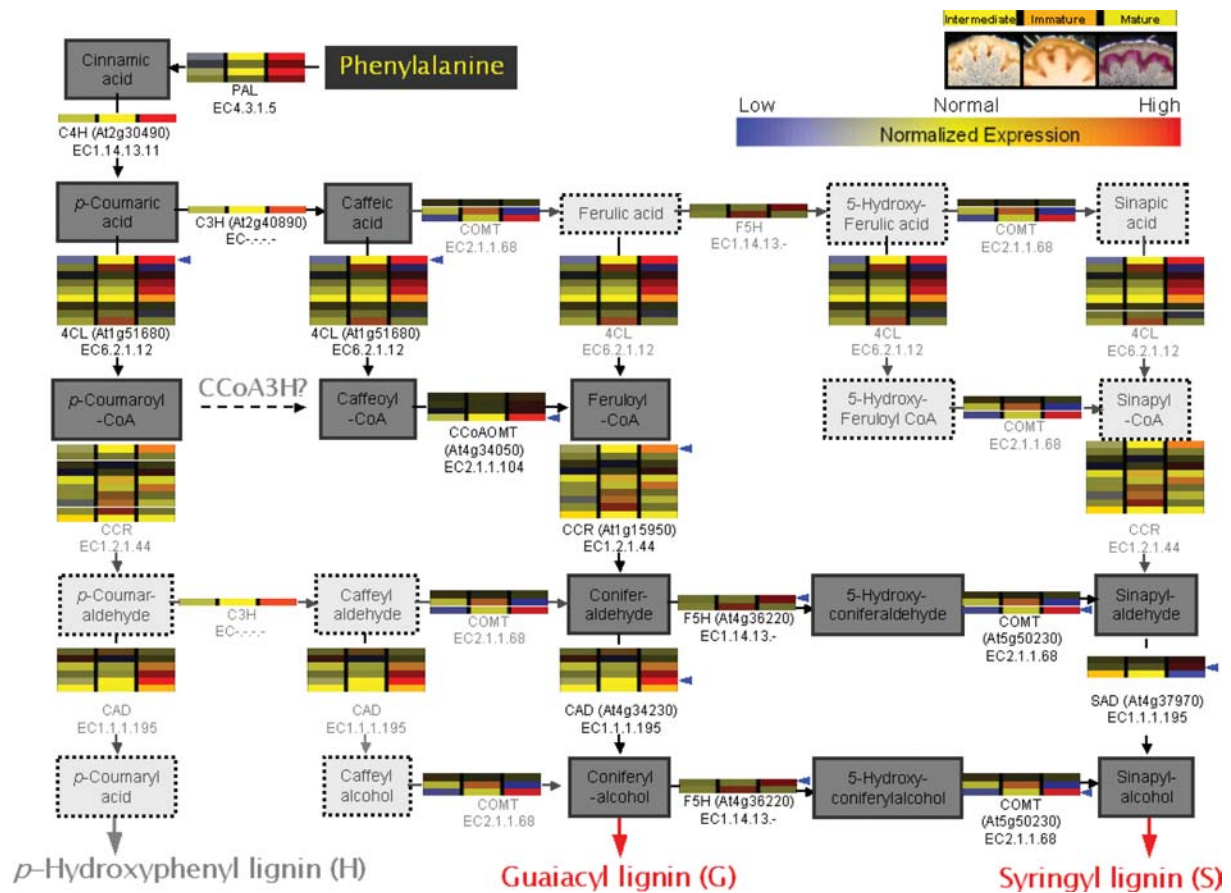 Intermediate Immature Mature
Low Normal High
Normalized Expression
Cinnamic
acid
PAL
EC4.3.1.5
Phenylalanine
C4H (At2g30490)
EC1.14.13.11
p-Coumaric
acid
C3H (At2g40890)
EC-.-.-.-
Caffeic
acid
COMT
EC2.1.1.68
Ferulic acid
F5H
EC1.14.13.-
5-Hydroxy-
Ferulic acid
COMT
EC2.1.1.68
Sinapic
acid
4CL (At1g51680)
EC6.2.1.12
4CL (At1g51680)
EC6.2.1.12
4CL
EC6.2.1.12
4CL
EC6.2.1.12
4CL
EC6.2.1.12
p-Coumaroyl
-CoA
CCoA3H?
Caffeoyl
-CoA
CCoAOMT
(At4g34050)
EC2.1.1.104
Feruloyl
-CoA
5-Hydroxy-
Feruloyl CoA
COMT
EC2.1.1.68
Sinapyl
-CoA
CCR
EC1.2.1.44
CCR (At1g15950)
EC1.2.1.44
CCR
EC1.2.1.44
p-Coumar-
aldehyde
C3H
EC-.-.-.-
Caffeyl
aldehyde
COMT
EC2.1.1.68
Conifer-
aldehyde
F5H (At4g36220)
EC1.14.13.-
5-Hydroxy-
coniferaldehyde
COMT
(At5g50230)
EC2.1.1.68
Sinapyl-
aldehyde
CAD
EC1.1.1.195
CAD
EC1.1.1.195
CAD (At4g34230)
EC1.1.1.195
SAD (At4g37970)
EC1.1.1.195
p-Coumaryl
acid
Caffeyl
alcohol
COMT
EC2.1.1.68
Coniferyl
-alcohol
F5H (At4g36220)
EC1.14.13.-
5-Hydroxy-
coniferylalcohol
COMT
(At5g50230)
EC2.1.1.68
Sinapyl-
alcohol
p-Hydroxyphenyl lignin (H)
Guaiacyl lignin (G)
Syringyl lignin (S)